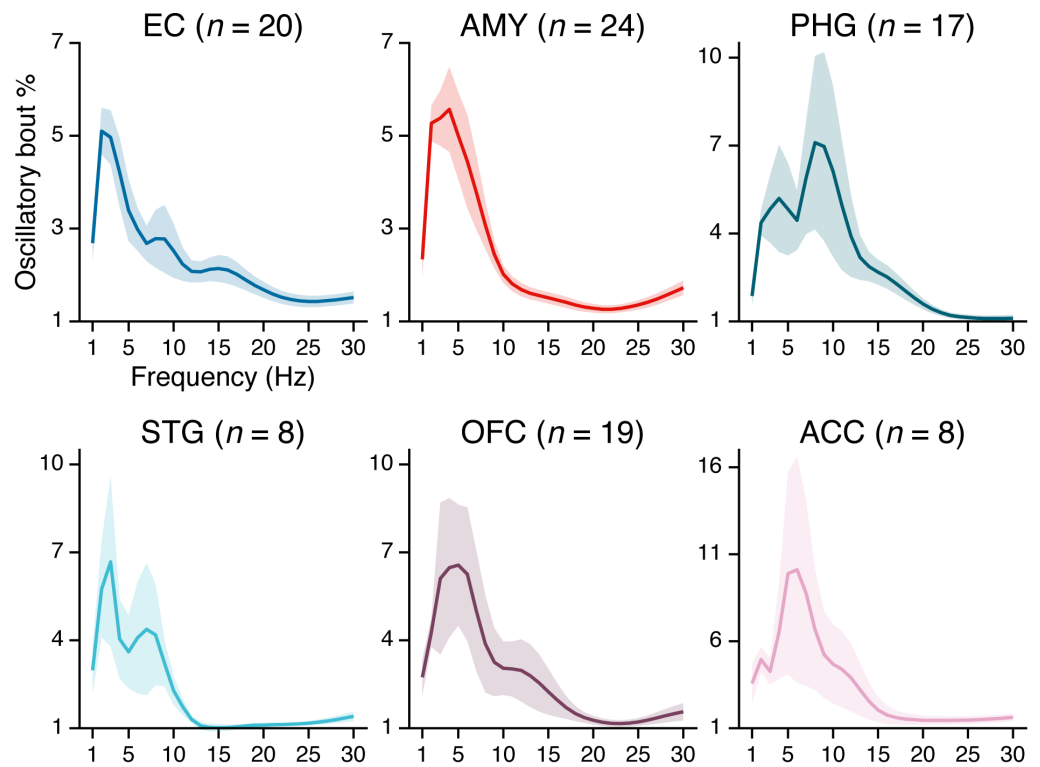 EC (n = 20)
AMY (n = 24)
PHG (n = 17)
Oscillatory bout %
7
5
3
1
1 5 10 15 20 25 30
Frequency (Hz)
7
5
3
1
1 5 10 15 20 25 30
10
7
4
1
1 5 10 15 20 25 30
STG (n = 8)
OFC (n = 19)
ACC (n = 8)
10
7
4
1
1 5 10 15 20 25 30
10
7
4
1
1 5 10 15 20 25 30
16
11
6
1
1 5 10 15 20 25 30